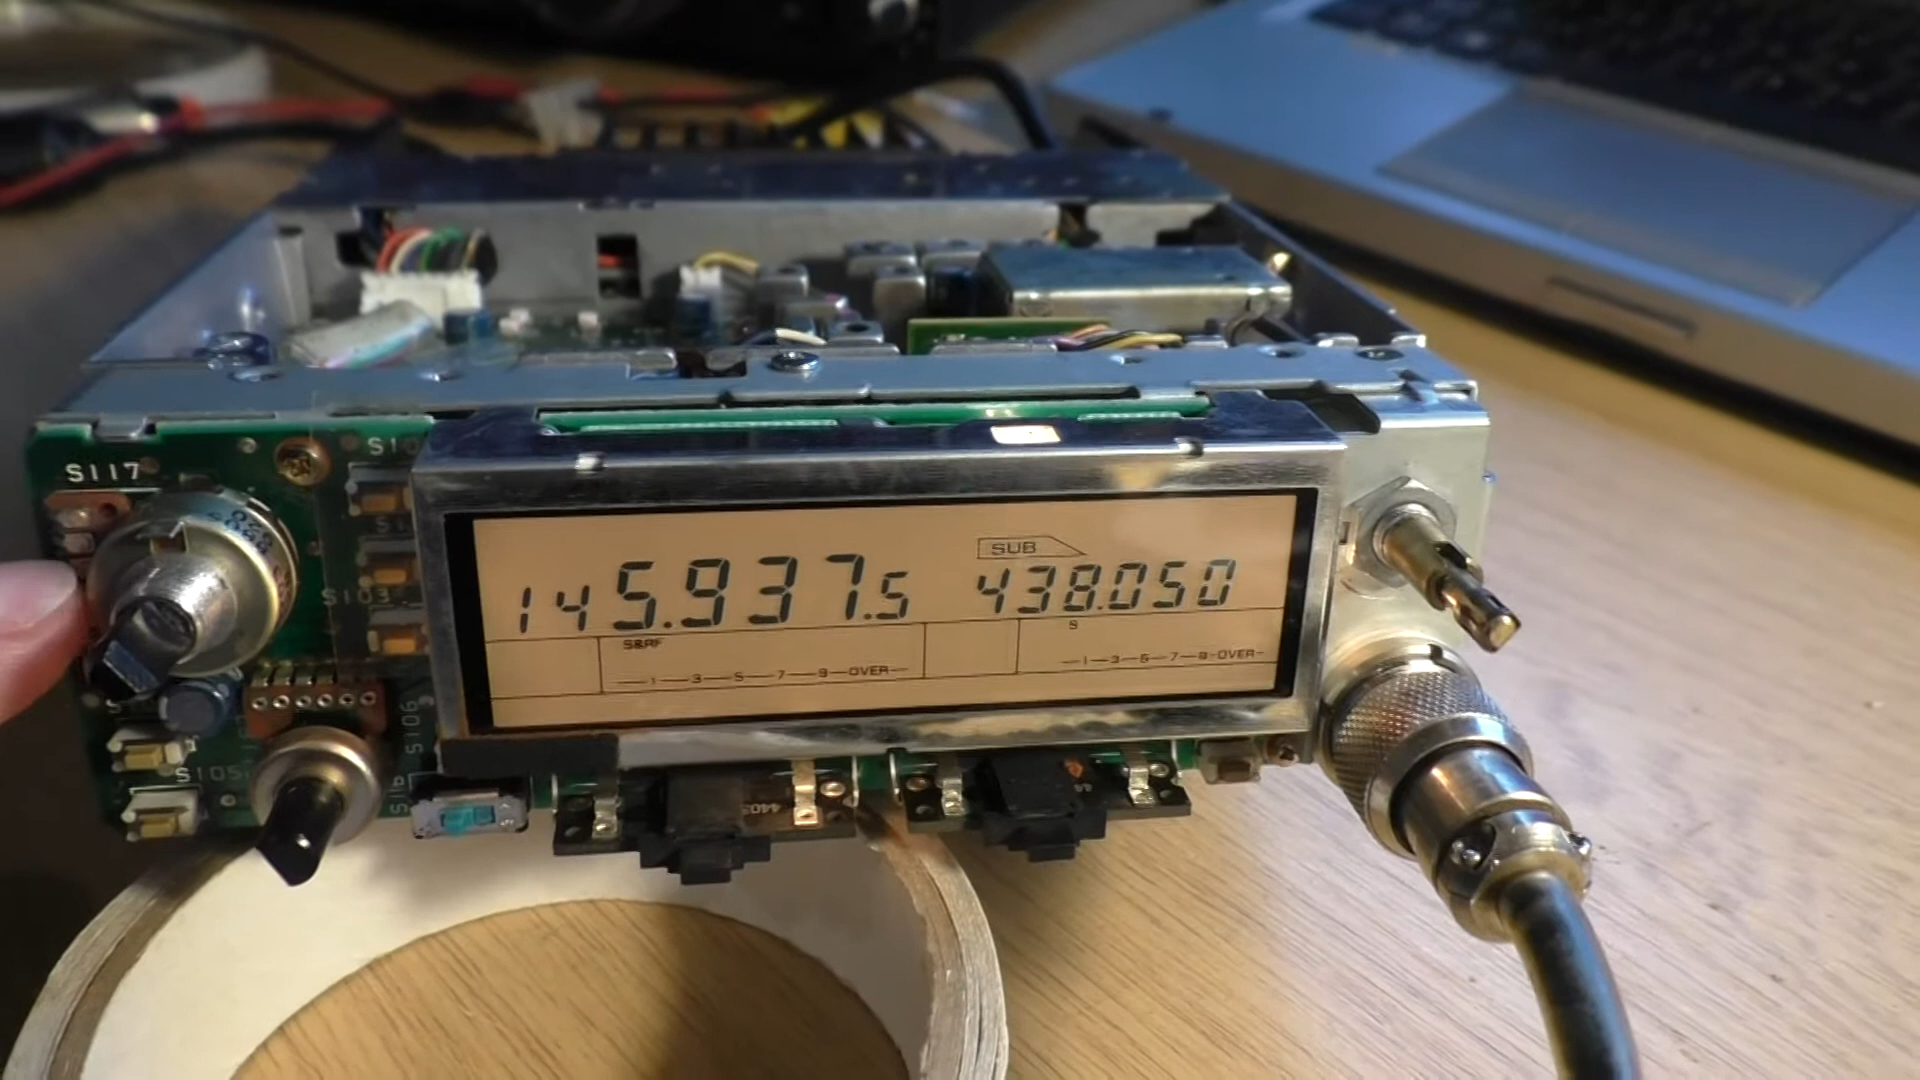 S117
SUB
145.937.5 438.050
S103
S&RF
S
1-3-5-7-9-OVER
1-3-5-7-9-OVER
S106
S105
S116